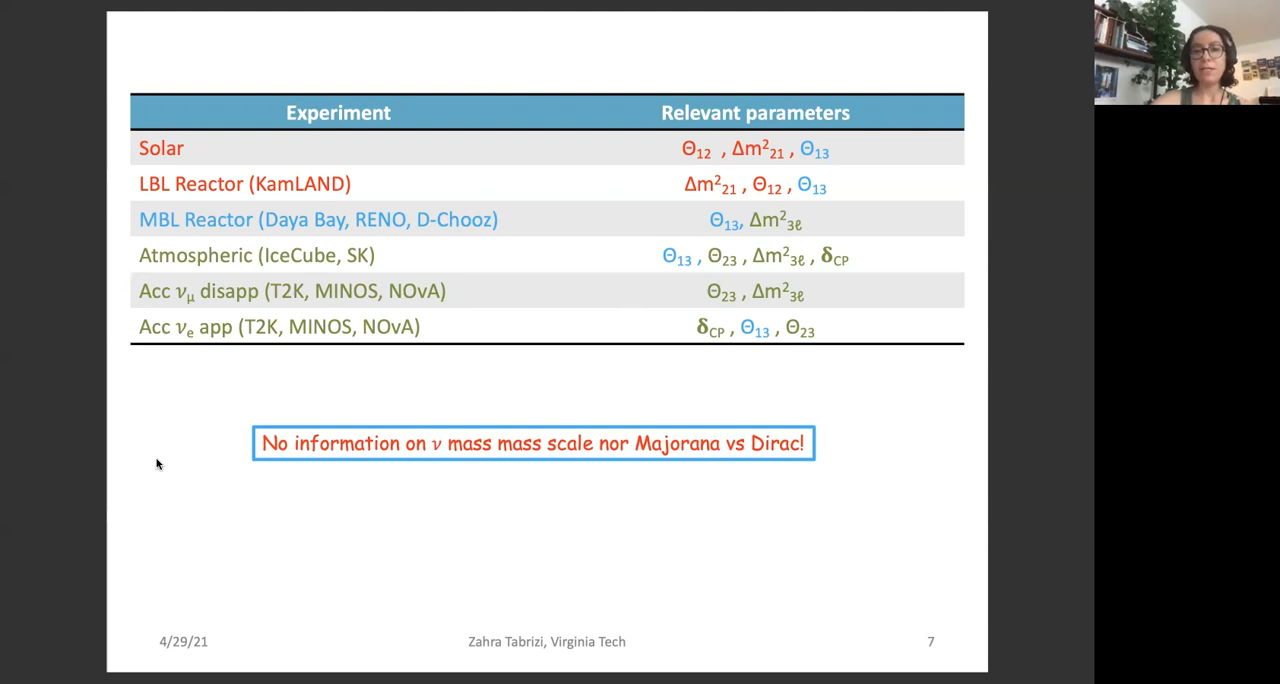 Experiment Relevant parameters
Solar Θ₁₂ , Δm²₂₁ , Θ₁₃
LBL Reactor (KamLAND) Δm²₂₁ , Θ₁₂ , Θ₁₃
MBL Reactor (Daya Bay, RENO, D-Chooz) Θ₁₃, Δm²₃ℓ
Atmospheric (IceCube, SK) Θ₁₃ , Θ₂₃ , Δm²₃ℓ , δCP
Acc νμ disapp (T2K, MINOS, NOvA) Θ₂₃ , Δm²₃ℓ
Acc νe app (T2K, MINOS, NOvA) δCP , Θ₁₃ , Θ₂₃
No information on ν mass mass scale nor Majorana vs Dirac!
4/29/21 Zahra Tabrizi, Virginia Tech 7